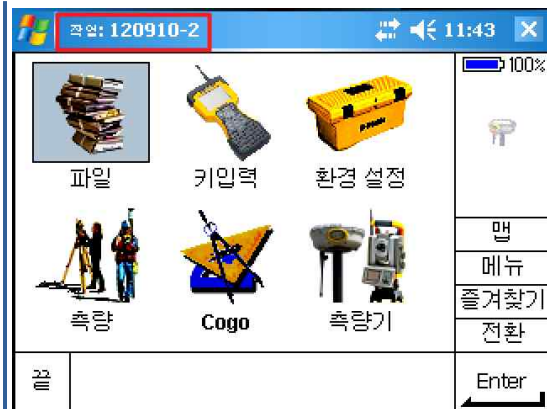 작업: 120910-2 11:43
100%
파일 키입력 환경 설정
맵
메뉴
측량 Cogo 측량기
즐겨찾기
전환
끝 Enter